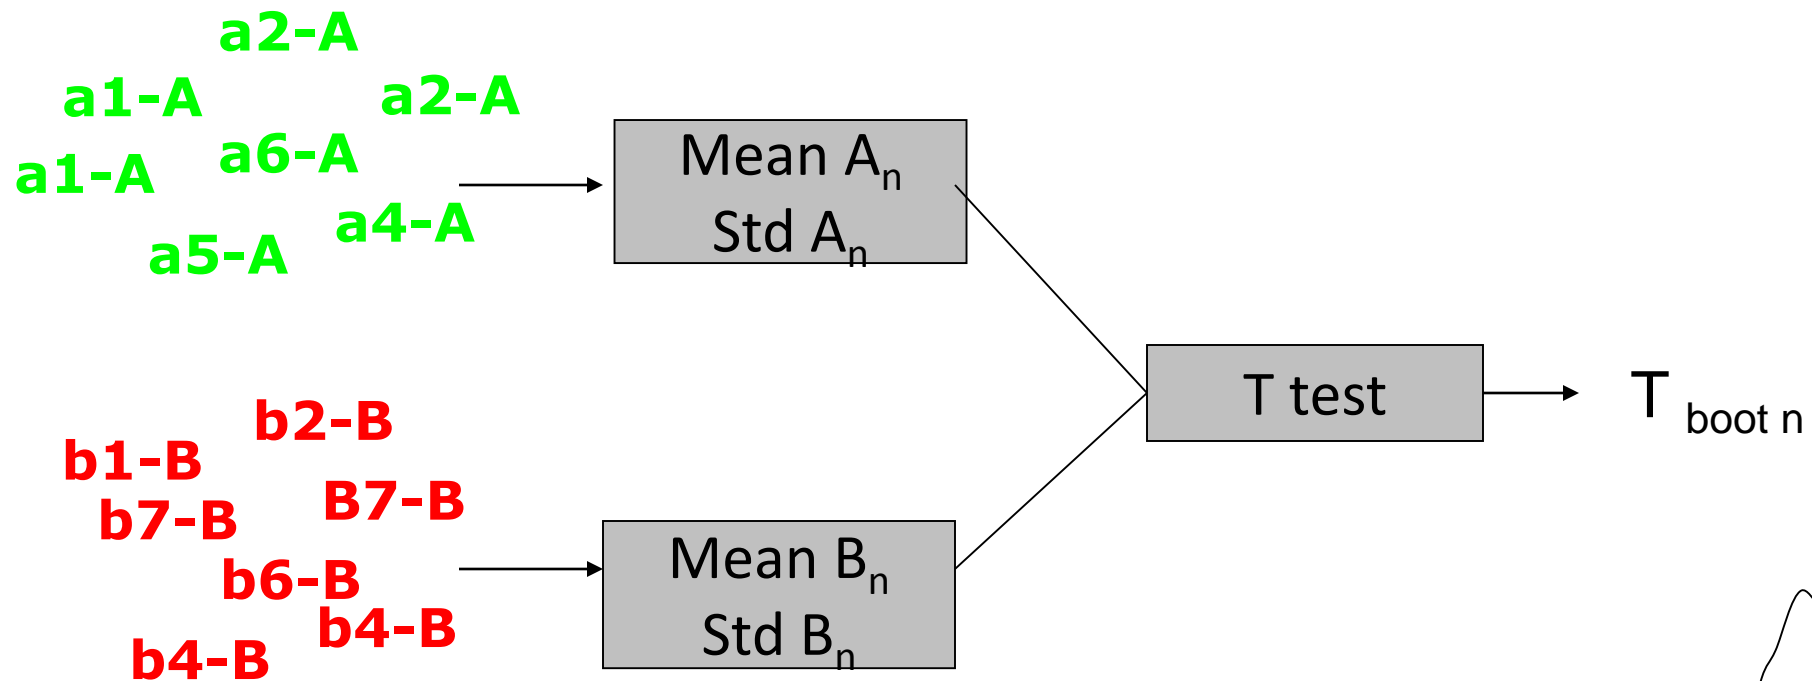 a2-A
a1-A
a2-A
a6-A
a1-A
a4-A
a5-A
Mean An
Std An
T test
T boot n
b2-B
b1-B
B7-B
b7-B
b6-B
b4-B
b4-B
Mean Bn
Std Bn